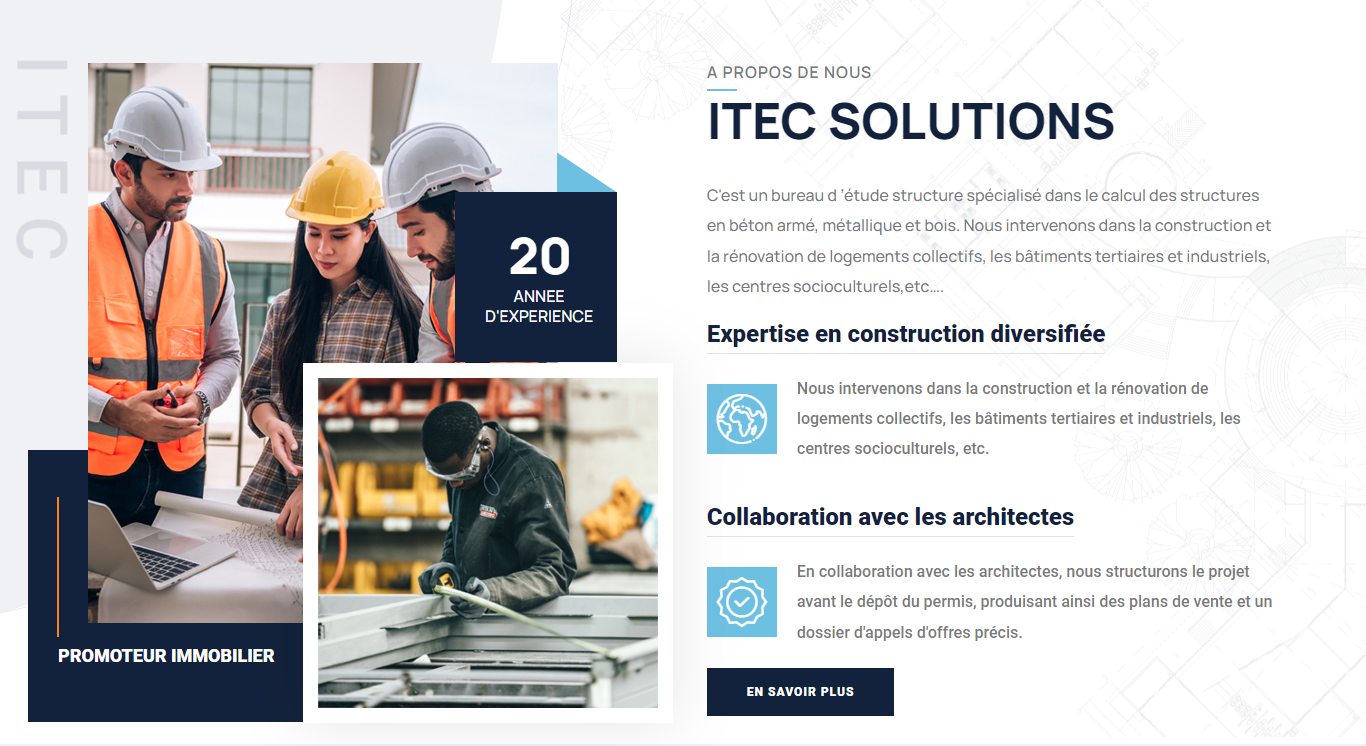 ITEC
20
ANNEE
D'EXPERIENCE
PROMOTEUR IMMOBILIER
A PROPOS DE NOUS
ITEC SOLUTIONS
C'est un bureau d 'étude structure spécialisé dans le calcul des structures
en béton armé, métallique et bois. Nous intervenons dans la construction et
la rénovation de logements collectifs, les bâtiments tertiaires et industriels,
les centres socioculturels,etc....
Expertise en construction diversifiée
Nous intervenons dans la construction et la rénovation de
logements collectifs, les bâtiments tertiaires et industriels, les
centres socioculturels, etc.
Collaboration avec les architectes
En collaboration avec les architectes, nous structurons le projet
avant le dépôt du permis, produisant ainsi des plans de vente et un
dossier d'appels d'offres précis.
EN SAVOIR PLUS